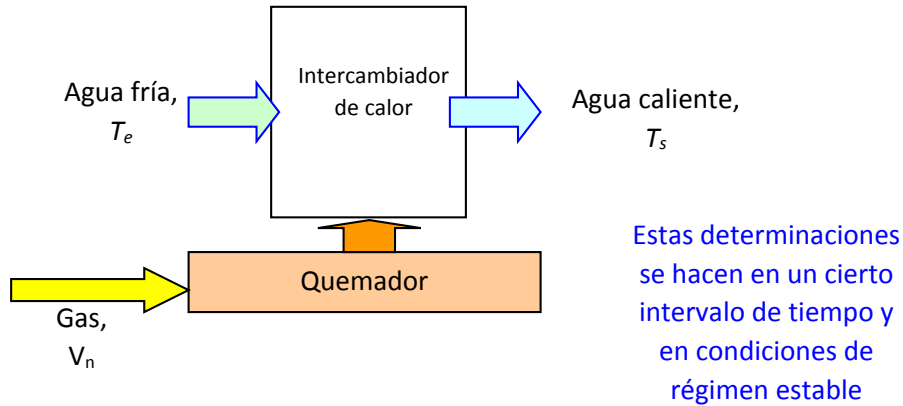 Intercambiador
de calor
Agua fría,
Tₑ
Agua caliente,
Tₛ
Quemador
Gas,
Vₙ
Estas determinaciones
se hacen en un cierto
intervalo de tiempo y
en condiciones de
régimen estable